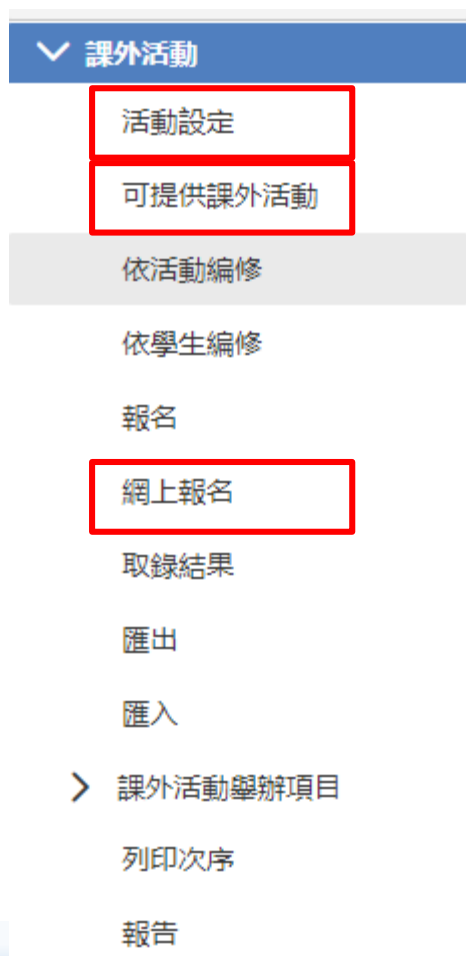 課外活動
活動設定
可提供課外活動
依活動編修
依學生編修
報名
網上報名
取錄結果
匯出
匯入
課外活動舉辦項目
列印次序
報告